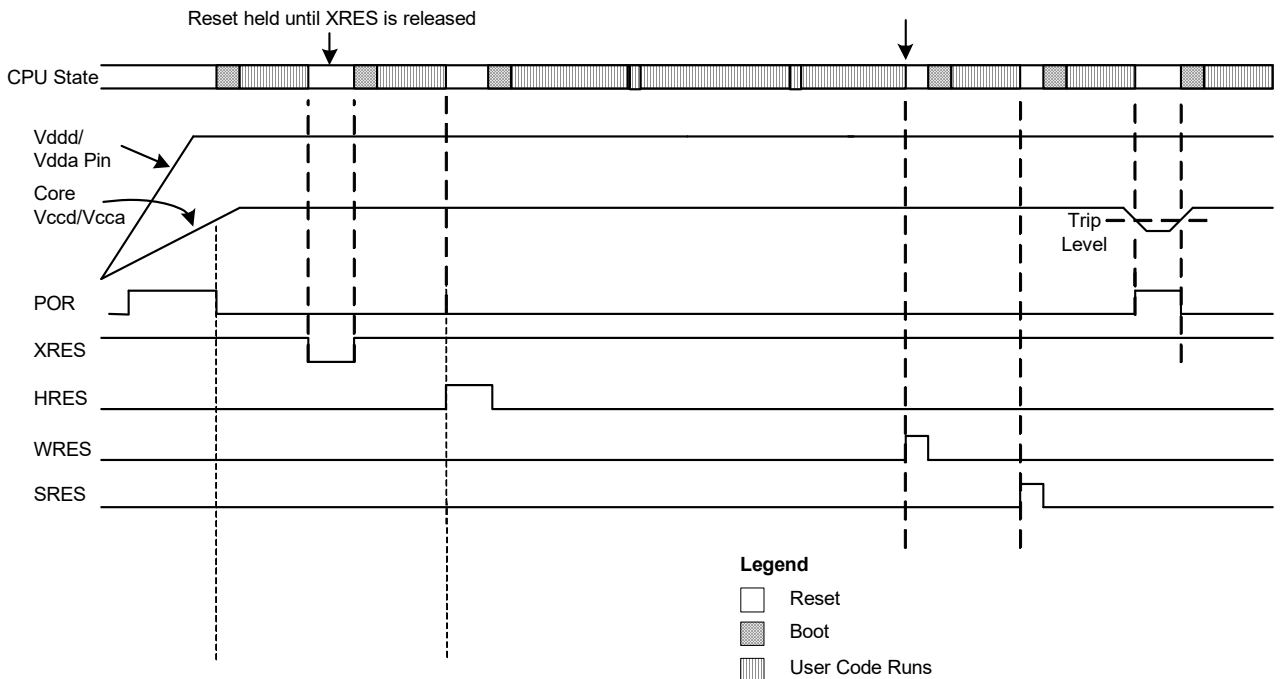 Reset held until XRES is released
CPU State
Vddd/
Vdda Pin
Core
Vccd/Vcca
Trip
Level
POR
XRES
HRES
WRES
SRES
Legend
Reset
Boot
User Code Runs